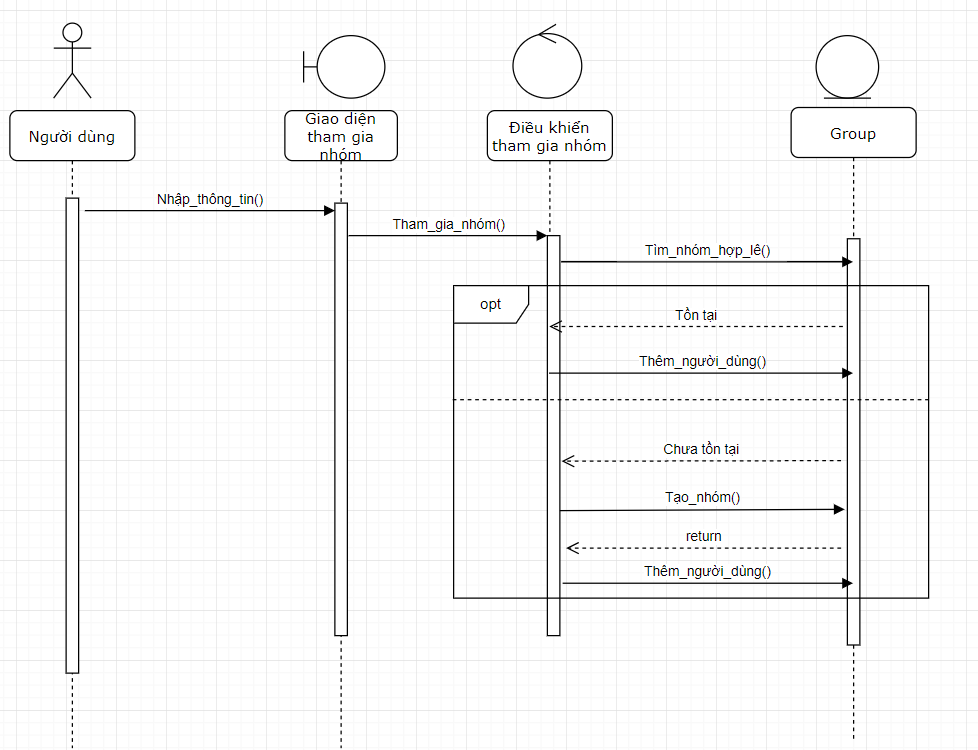 Người dùng
Giao diện
tham gia
nhóm
Điều khiển
tham gia nhóm
Group
Nhập_thông_tin()
Tham_gia_nhóm()
Tìm_nhóm_hợp_lê()
opt
Tồn tại
Thêm_người_dùng()
Chưa tồn tại
Tạo_nhóm()
return
Thêm_người_dùng()